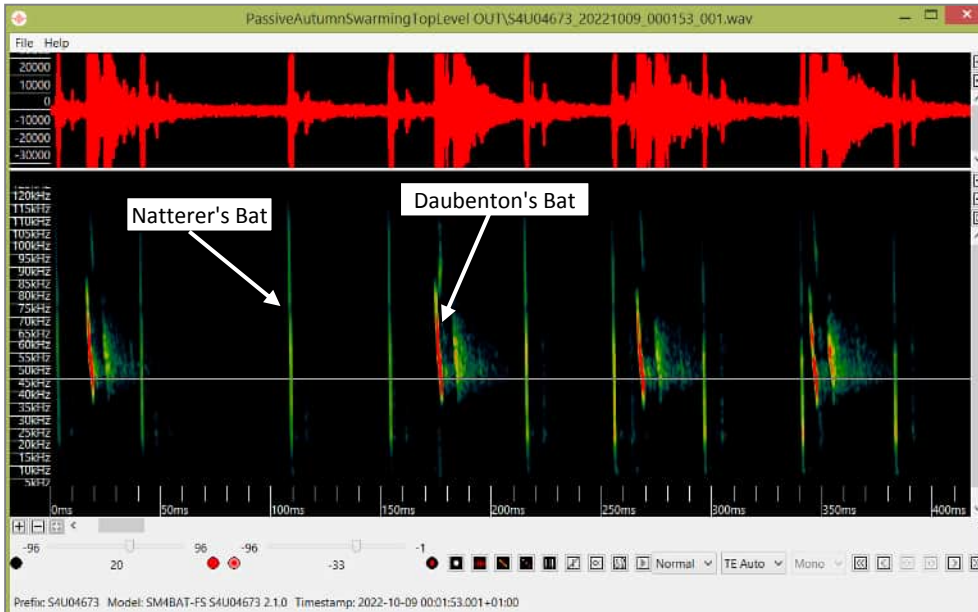 PassiveAutumnSwarmingTopLevel OUT\S4U04673_20221009_000153_001.wav
File Help
20000
10000
0
-10000
-20000
-30000
120kHz
115kHz
110kHz
105kHz
100kHz
95kHz
90kHz
85kHz
80kHz
75kHz
70kHz
65kHz
60kHz
55kHz
50kHz
45kHz
40kHz
35kHz
30kHz
25kHz
20kHz
15kHz
10kHz
5kHz
Natterer's Bat
Daubenton's Bat
0ms 50ms 100ms 150ms 200ms 250ms 300ms 350ms 400ms
-96 96 -96 -1
20 -33
Normal TE Auto Mono
Prefix: S4U04673 Model: SM4BAT-FS S4U04673 2.1.0 Timestamp: 2022-10-09 00:01:53.001+01:00